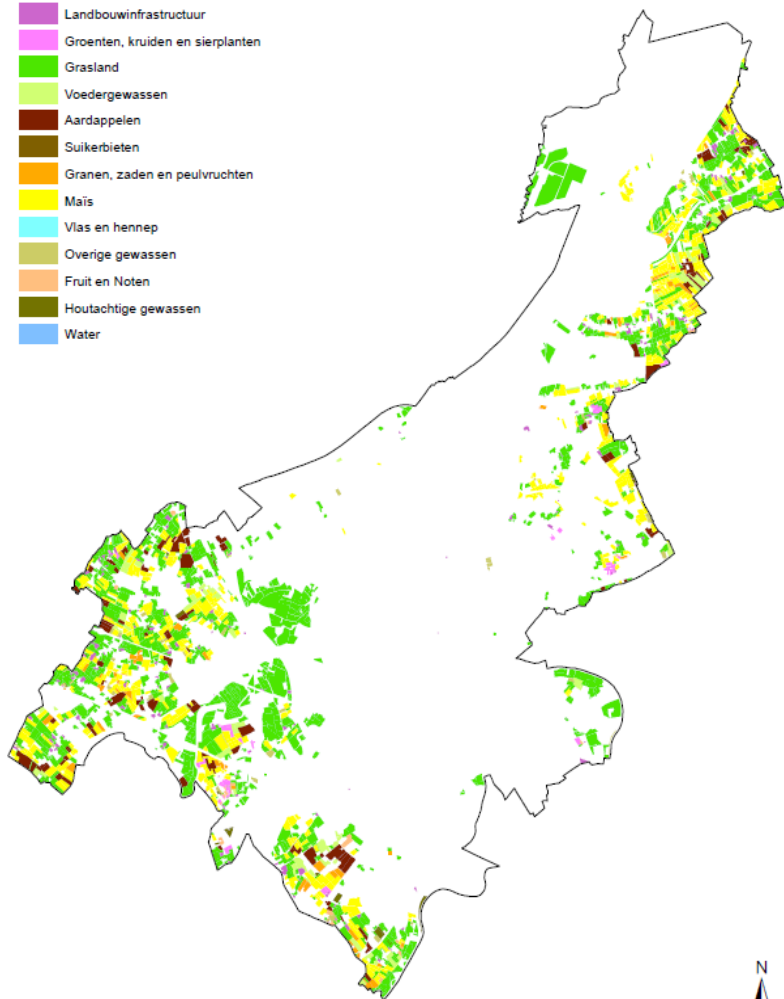 Landbouwinfrastructuur
Groenten, kruiden en sierplanten
Grasland
Voedergewassen
Aardappelen
Suikerbieten
Granen, zaden en peulvruchten
Maïs
Vlas en hennep
Overige gewassen
Fruit en Noten
Houtachtige gewassen
Water
N